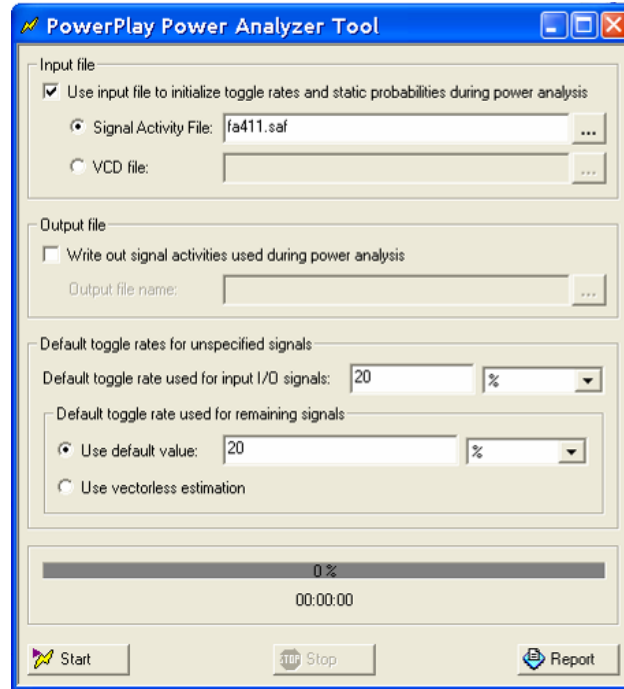 PowerPlay Power Analyzer Tool
Input file
Use input file to initialize toggle rates and static probabilities during power analysis
Signal Activity File: fa411.saf ...
VCD file: ...
Output file
Write out signal activities used during power analysis
Output file name: ...
Default toggle rates for unspecified signals
Default toggle rate used for input I/O signals: 20 %
Default toggle rate used for remaining signals
Use default value: 20 %
Use vectorless estimation
0 %
00:00:00
Start STOP Stop Report